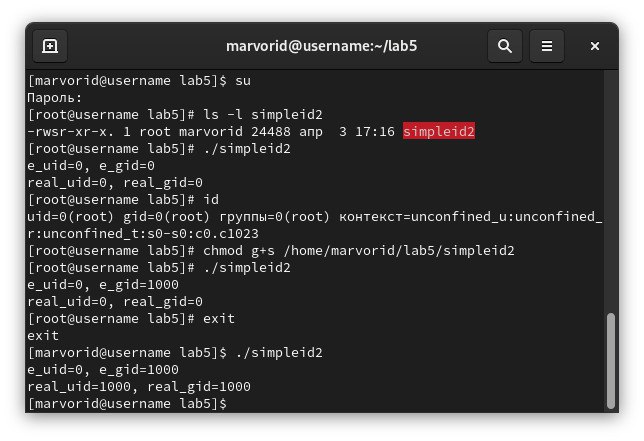 marvorid@username:~/lab5
[marvorid@username lab5]$ su
Пароль:
[root@username lab5]# ls -l simpleid2
-rwsr-xr-x. 1 root marvorid 24488 апр  3 17:16 simpleid2
[root@username lab5]# ./simpleid2
e_uid=0, e_gid=0
real_uid=0, real_gid=0
[root@username lab5]# id
uid=0(root) gid=0(root) группы=0(root) контекст=unconfined_u:unconfined_
r:unconfined_t:s0-s0:c0.c1023
[root@username lab5]# chmod g+s /home/marvorid/lab5/simpleid2
[root@username lab5]# ./simpleid2
e_uid=0, e_gid=1000
real_uid=0, real_gid=0
[root@username lab5]# exit
exit
[marvorid@username lab5]$ ./simpleid2
e_uid=0, e_gid=1000
real_uid=1000, real_gid=1000
[marvorid@username lab5]$